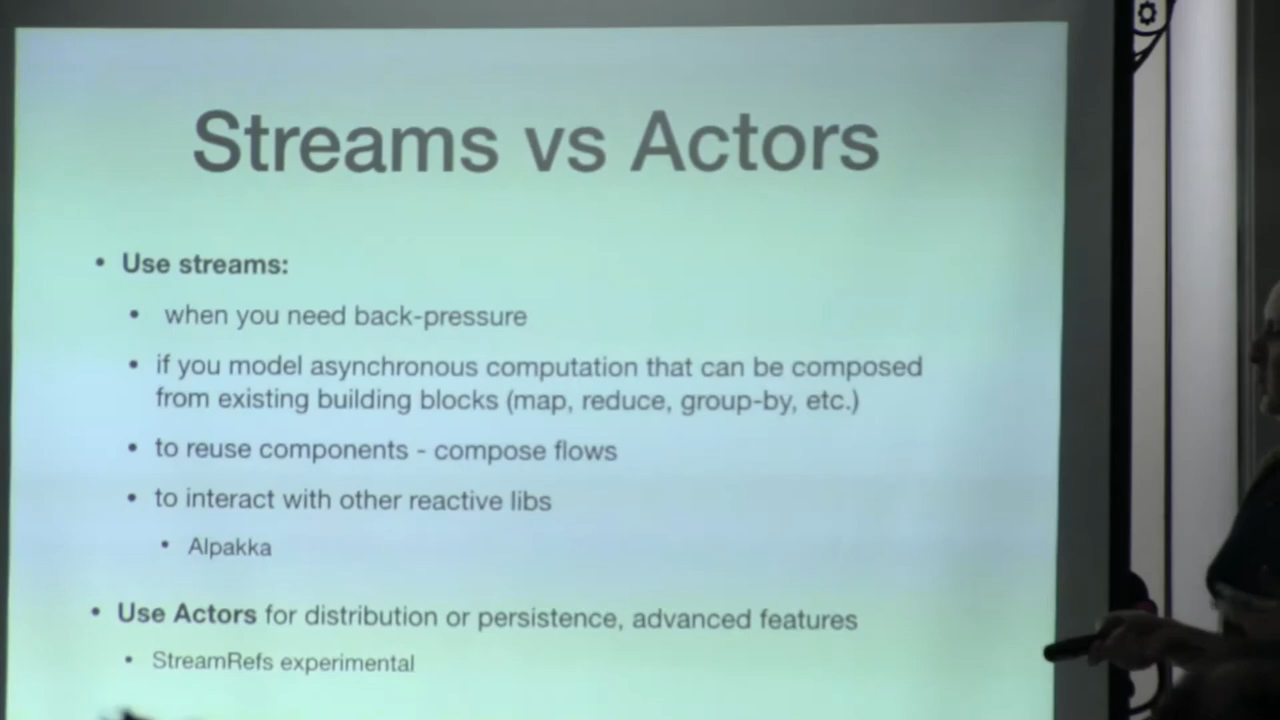 Streams vs Actors
• Use streams:
• when you need back-pressure
• if you model asynchronous computation that can be composed
from existing building blocks (map, reduce, group-by, etc.)
• to reuse components - compose flows
• to interact with other reactive libs
• Alpakka
• Use Actors for distribution or persistence, advanced features
• StreamRefs experimental